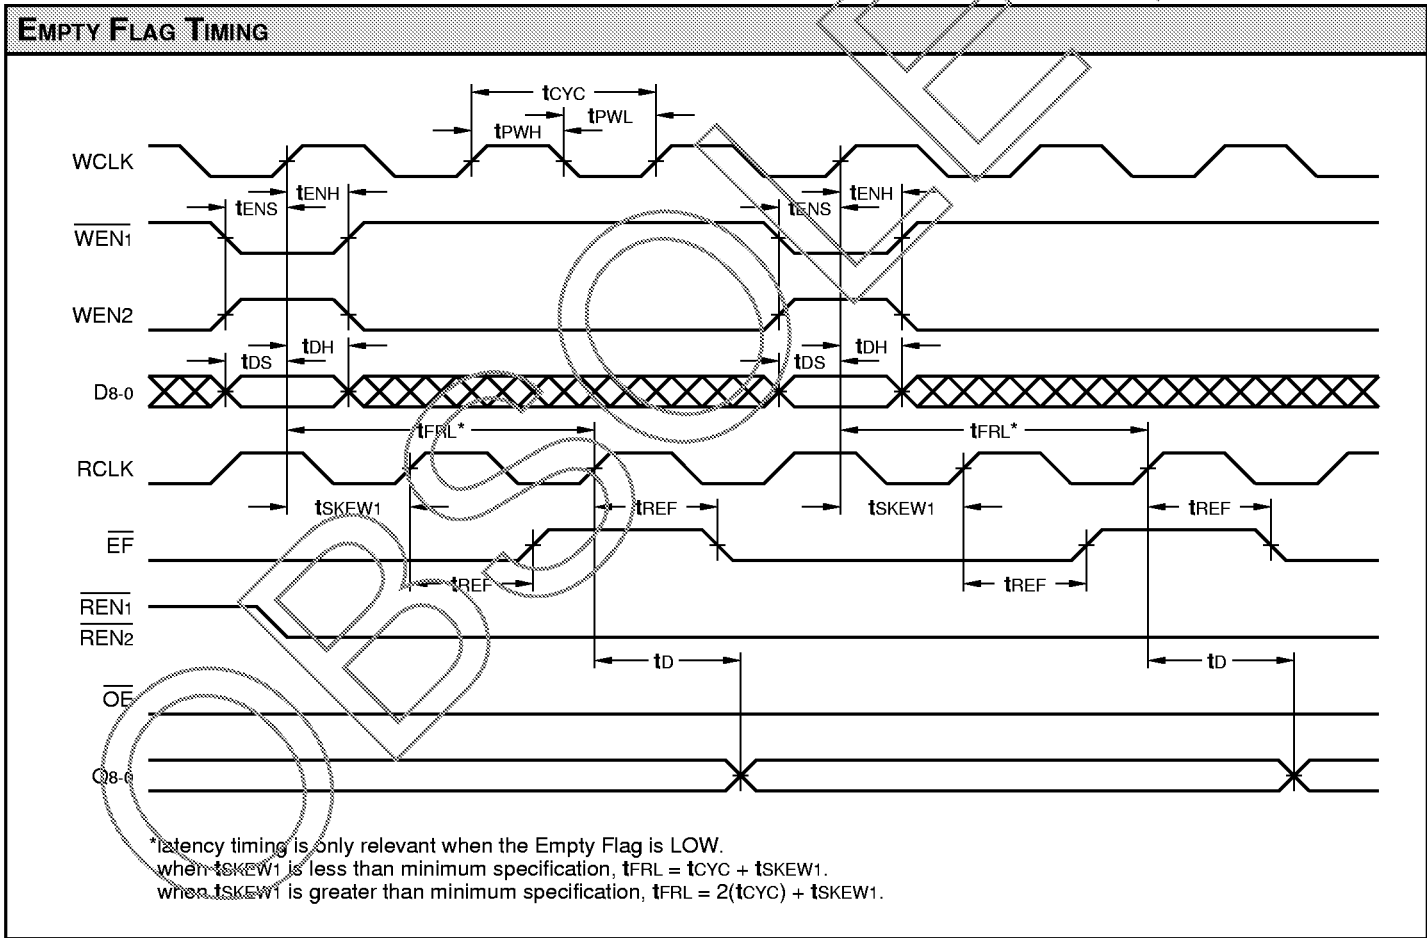 EMPTY FLAG TIMING
tCYC
tPWH tPWL
WCLK
tENS tENH tENS tENH
WEN1
WEN2
tDS tDH tDS tDH
D8-0
tFRL* tFRL*
RCLK
tSKEW1 tREF tSKEW1 tREF
EF
tREF tREF
REN1
REN2
tD tD
OE
Q8-0
*latency timing is only relevant when the Empty Flag is LOW.
when tSKEW1 is less than minimum specification, tFRL = tCYC + tSKEW1.
when tSKEW1 is greater than minimum specification, tFRL = 2(tCYC) + tSKEW1.
OBSOLE